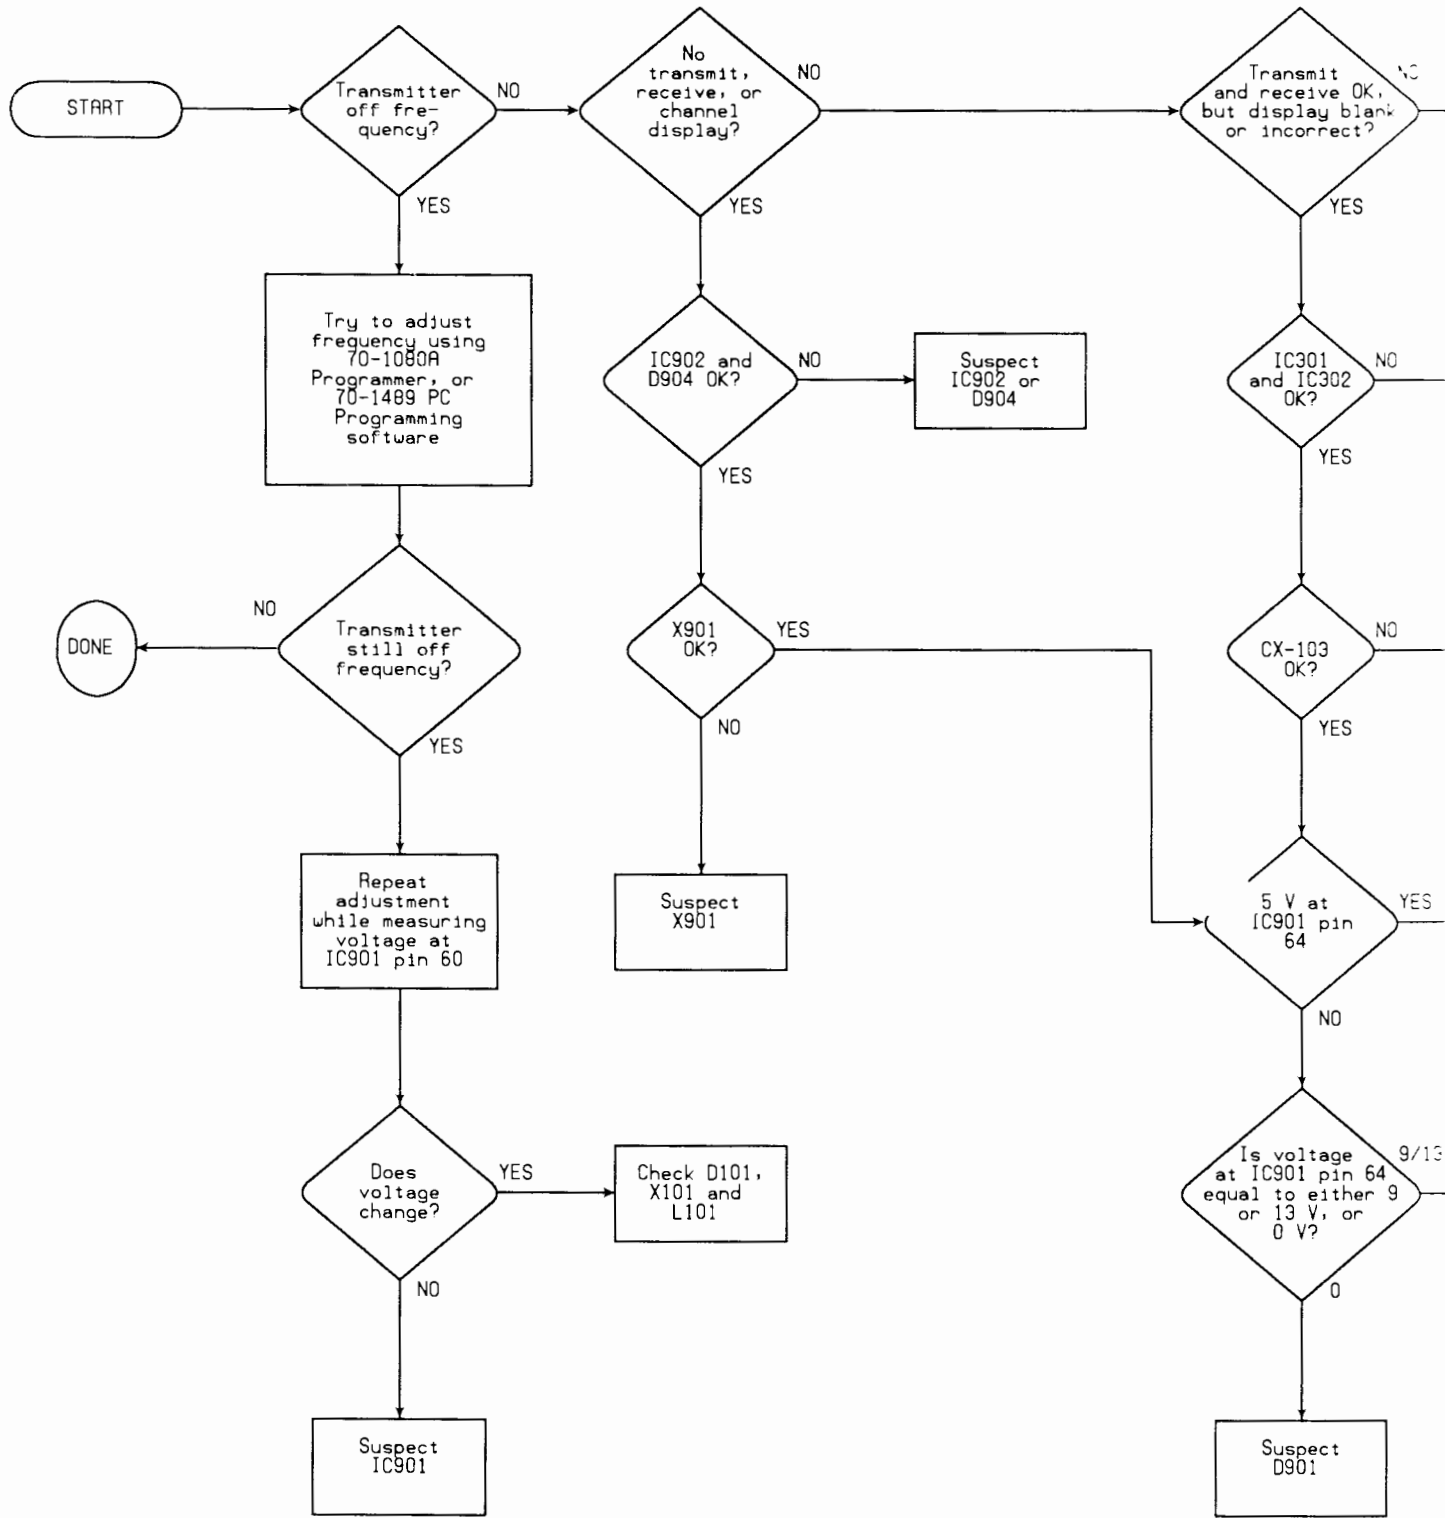 START
Transmitter
off fre-
quency?
NO
YES
No
transmit,
receive, or
channel
display?
NO
YES
Transmit
and receive OK,
but display blank
or incorrect?
NO
YES
Try to adjust
frequency using
70-1080A
Programmer, or
70-1489 PC
Programming
software
IC902 and
D904 OK?
NO
YES
Suspect
IC902 or
D904
IC301
and IC302
OK?
NO
YES
DONE
NO
Transmitter
still off
frequency?
YES
X901
OK?
YES
NO
CX-103
OK?
NO
YES
Repeat
adjustment
while measuring
voltage at
IC901 pin 60
Suspect
X901
5 V at
IC901 pin
64
YES
NO
Does
voltage
change?
YES
NO
Check D101,
X101 and
L101
Is voltage
at IC901 pin 64
equal to either 9
or 13 V, or
0 V?
9/13
0
Suspect
IC901
Suspect
D901